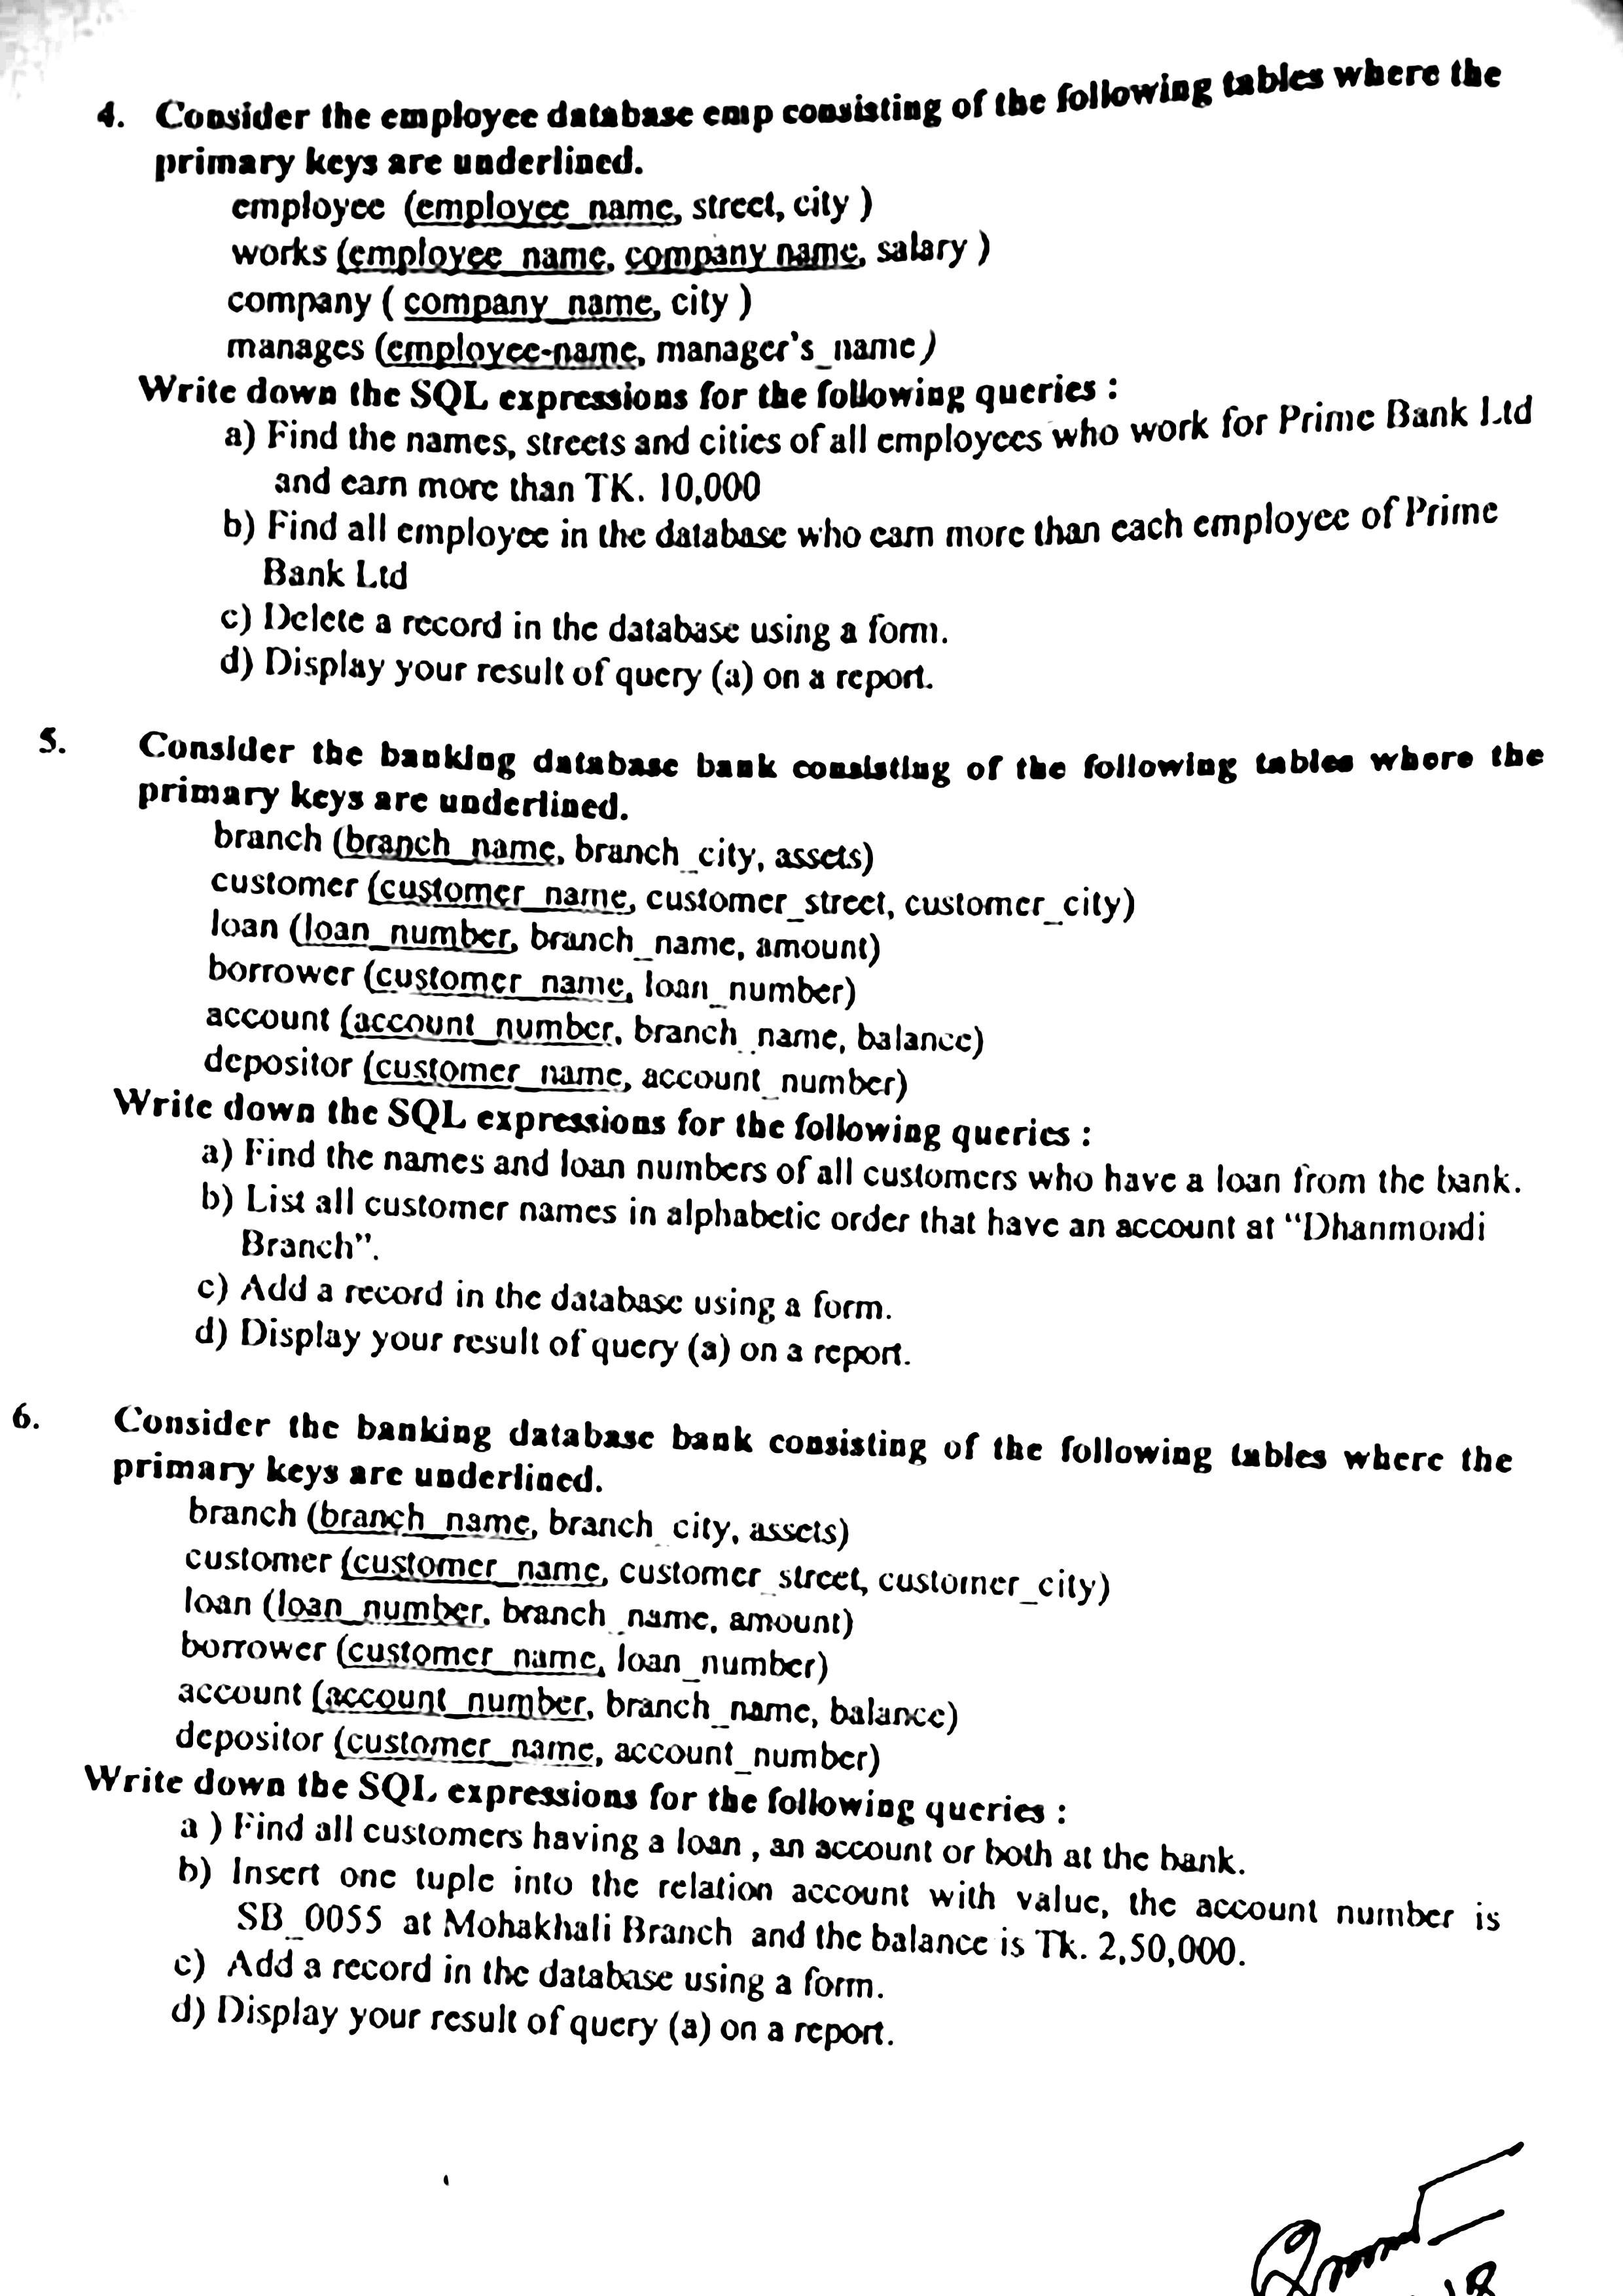 4. Consider the employee database emp consisting of the following tables where the
primary keys are underlined.
employee (employee_name, street, city )
works (employee_name, company name, salary )
company ( company_name, city )
manages (employee-name, manager's_name)
Write down the SQL expressions for the following queries :
a) Find the names, streets and cities of all employees who work for Prime Bank Ltd
and earn more than TK. 10,000
b) Find all employee in the database who earn more than each employee of Prime
Bank Ltd
c) Delete a record in the database using a form.
d) Display your result of query (a) on a report.
5. Consider the banking database bank consisting of the following tables where the
primary keys are underlined.
branch (branch_name, branch_city, assets)
customer (customer_name, customer_street, customer_city)
loan (loan_number, branch_name, amount)
borrower (customer_name, loan_number)
account (account_number, branch_name, balance)
depositor (customer_name, account_number)
Write down the SQL expressions for the following queries :
a) Find the names and loan numbers of all customers who have a loan from the bank.
b) List all customer names in alphabetic order that have an account at “Dhanmondi
Branch”.
c) Add a record in the database using a form.
d) Display your result of query (a) on a report.
6. Consider the banking database bank consisting of the following tables where the
primary keys are underlined.
branch (branch_name, branch_city, assets)
customer (customer_name, customer_street, customer_city)
loan (loan_number, branch_name, amount)
borrower (customer_name, loan_number)
account (account_number, branch_name, balance)
depositor (customer_name, account_number)
Write down the SQL expressions for the following queries :
a ) Find all customers having a loan , an account or both at the bank.
b) Insert one tuple into the relation account with value, the account number is
SB_0055 at Mohakhali Branch and the balance is Tk. 2,50,000.
c) Add a record in the database using a form.
d) Display your result of query (a) on a report.